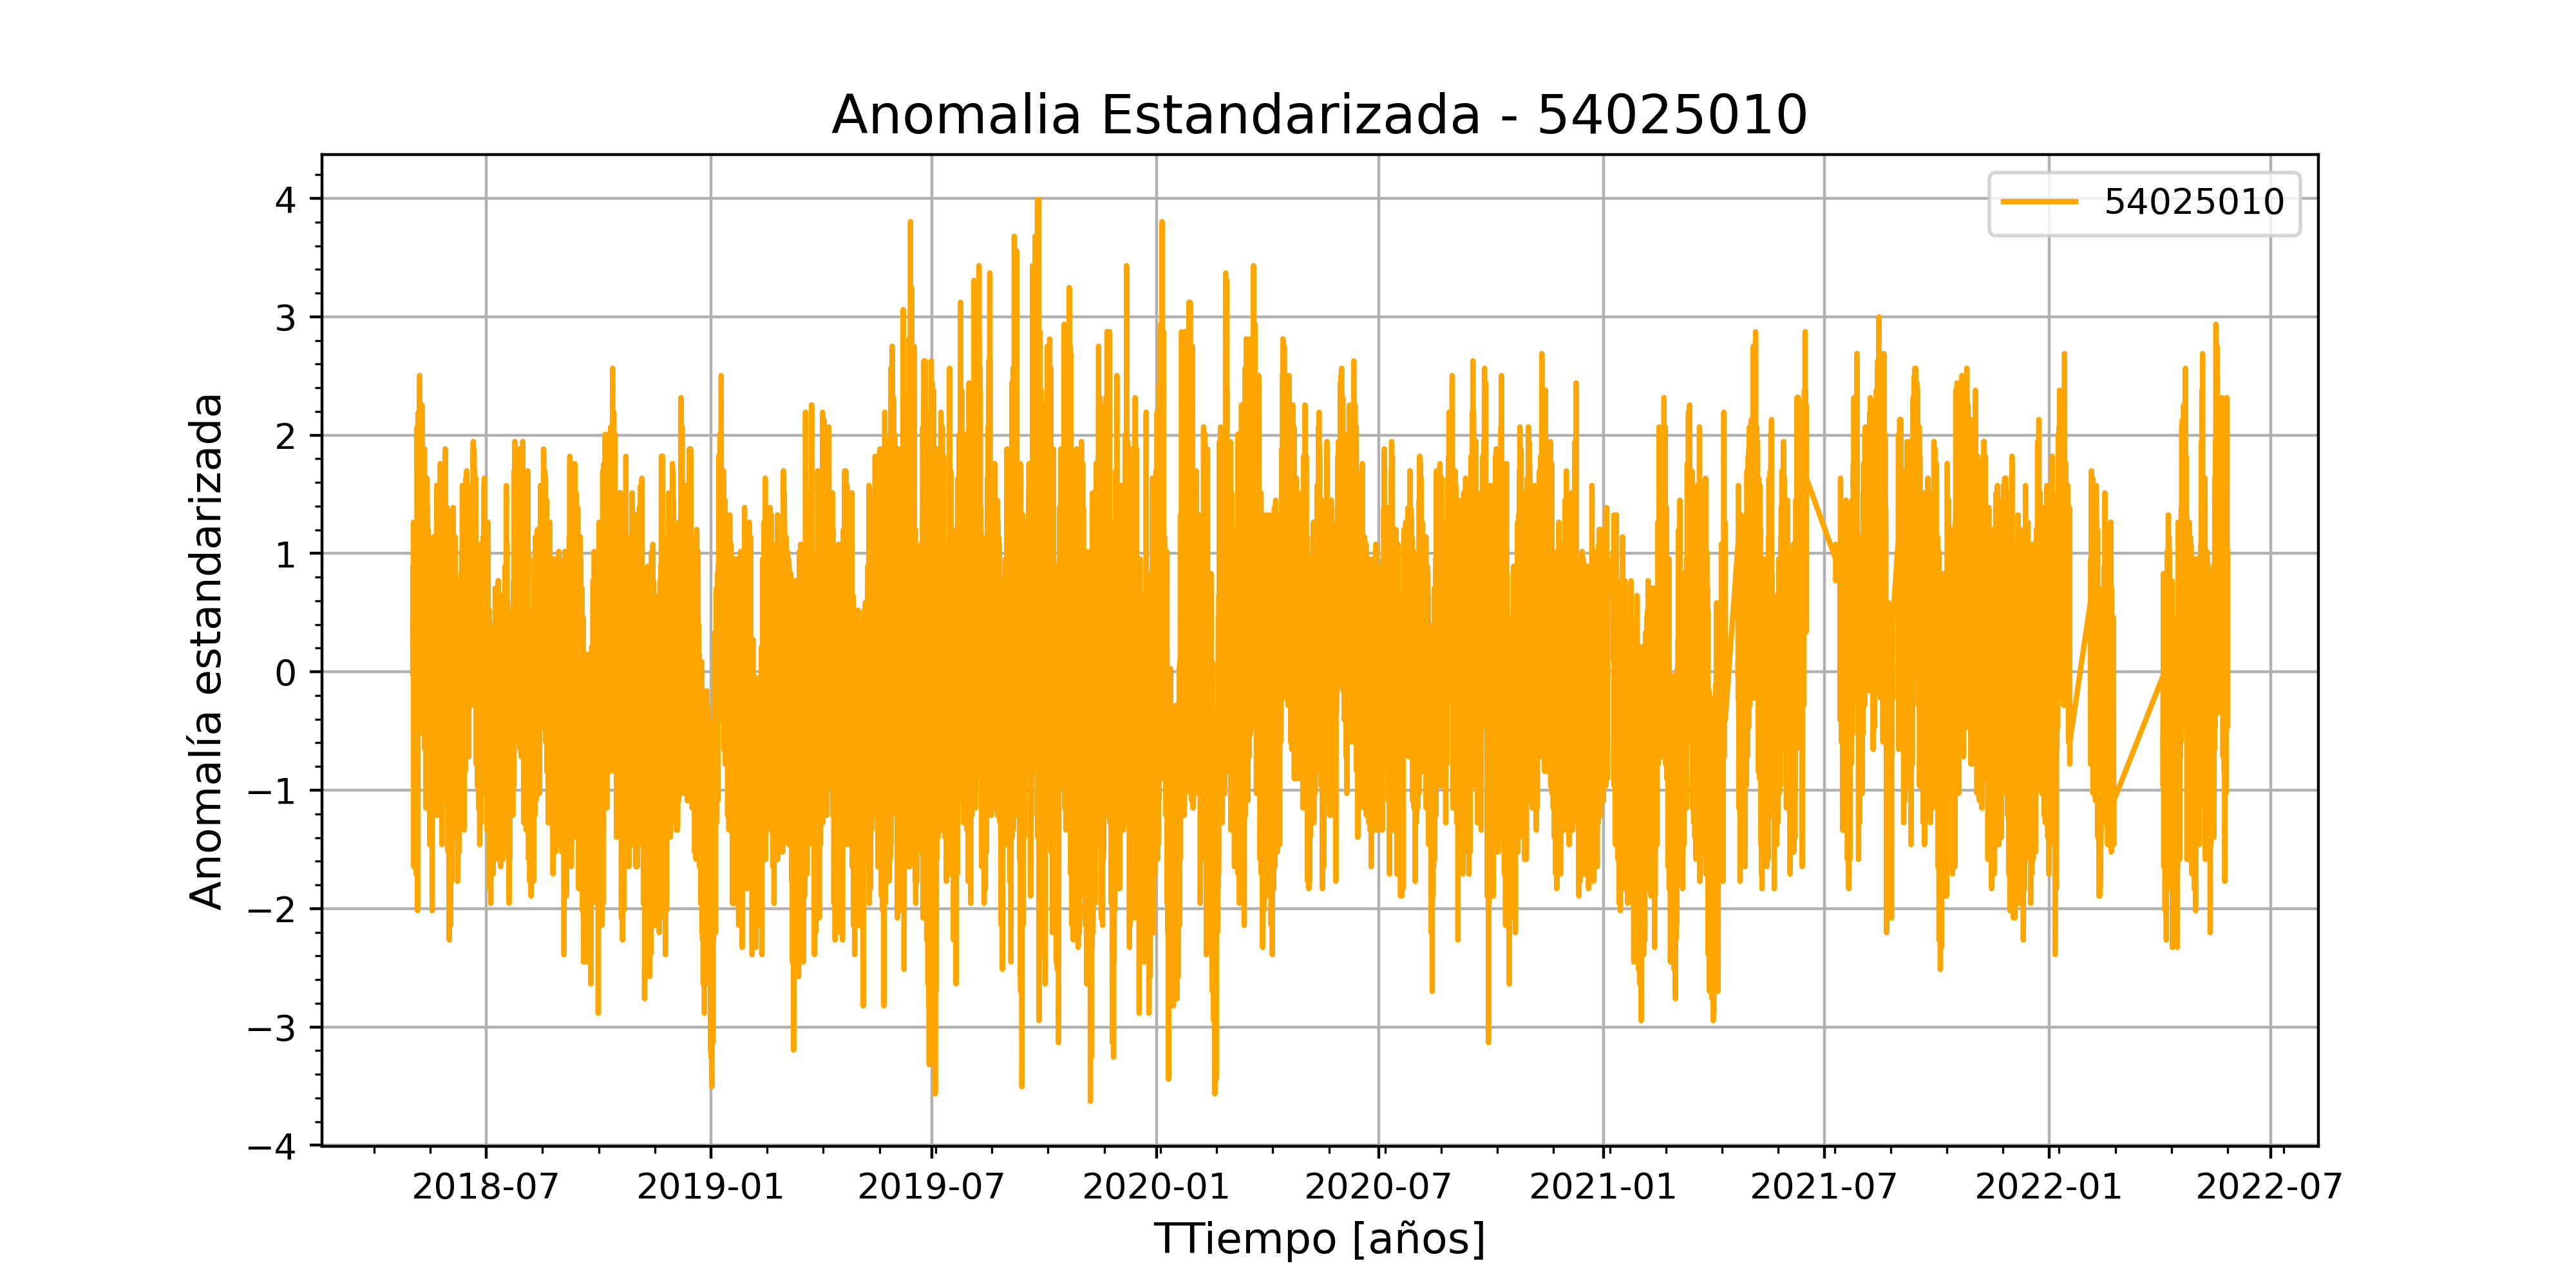 Anomalia Estandarizada - 54025010
54025010
Anomalía estandarizada
4
3
2
1
0
−1
−2
−3
−4
2018-07 2019-01 2019-07 2020-01 2020-07 2021-01 2021-07 2022-01 2022-07
TTiempo [años]